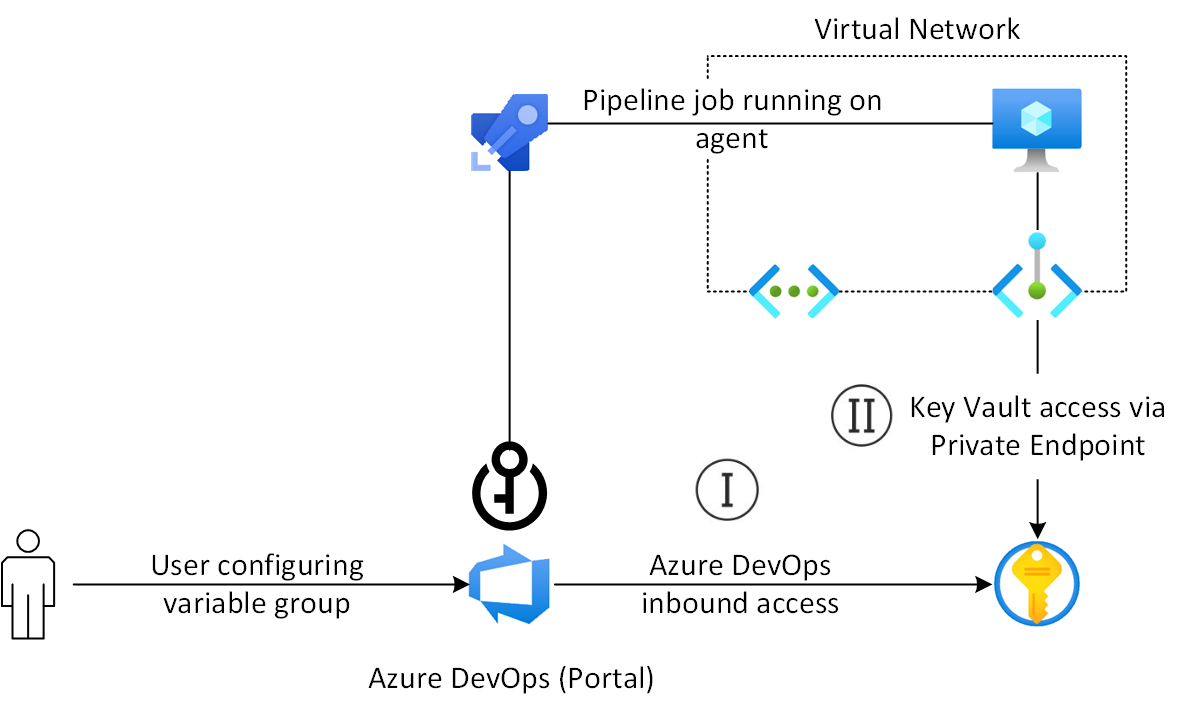 Virtual Network
Pipeline job running on
agent
II
Key Vault access via
Private Endpoint
I
User configuring
variable group
Azure DevOps
inbound access
Azure DevOps (Portal)